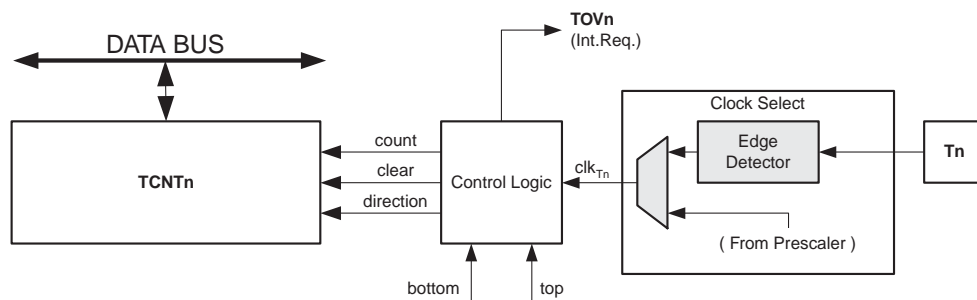 TOVn
(Int.Req.)
DATA BUS
Clock Select
count
Edge
Detector
Tn
TCNTn
clear
Control Logic
clkTn
direction
( From Prescaler )
bottom
top